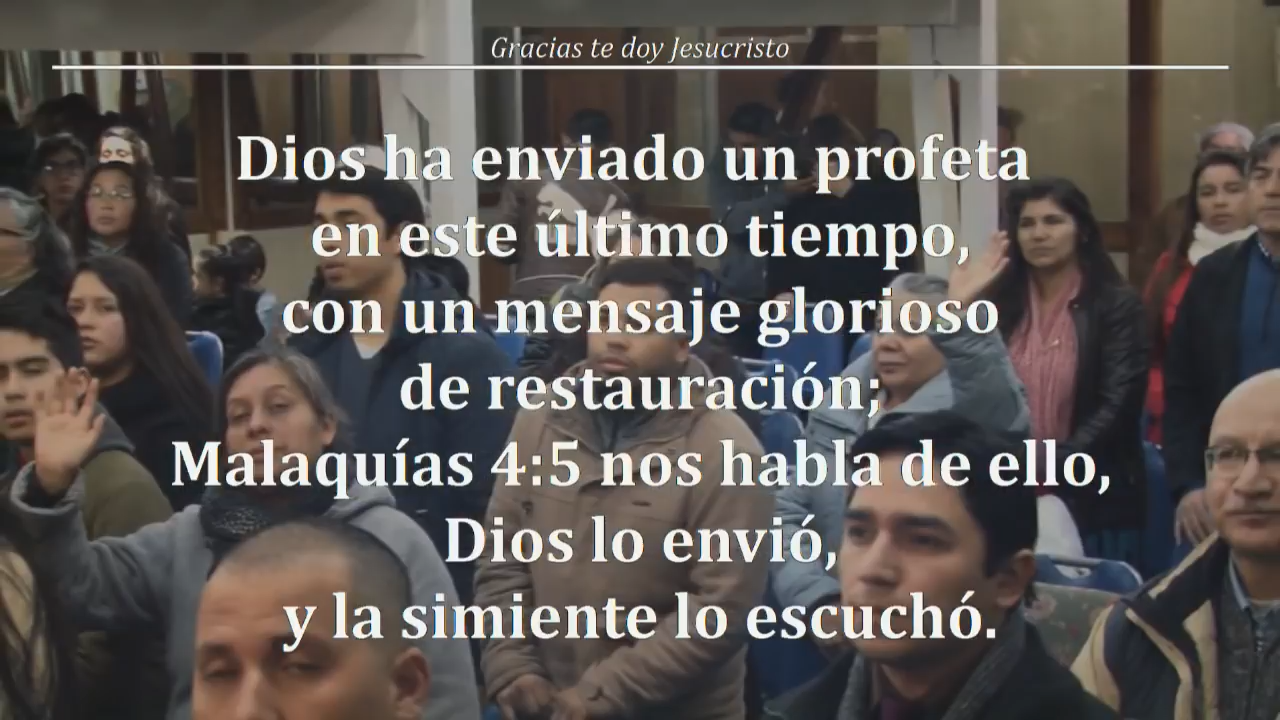 Gracias te doy Jesucristo
Dios ha enviado un profeta
en este último tiempo,
con un mensaje glorioso
de restauración;
Malaquías 4:5 nos habla de ello,
Dios lo envió,
y la simiente lo escuchó.